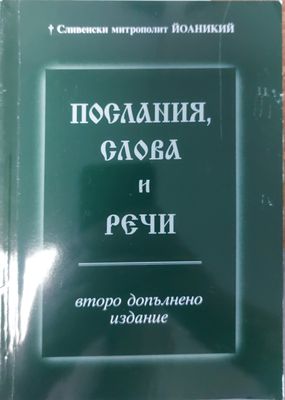 † Сливенски митрополит ЙОАНИКИЙ
ПОСЛАНИЯ,
СЛОВА
И
РЕЧИ
второ допълнено
издание